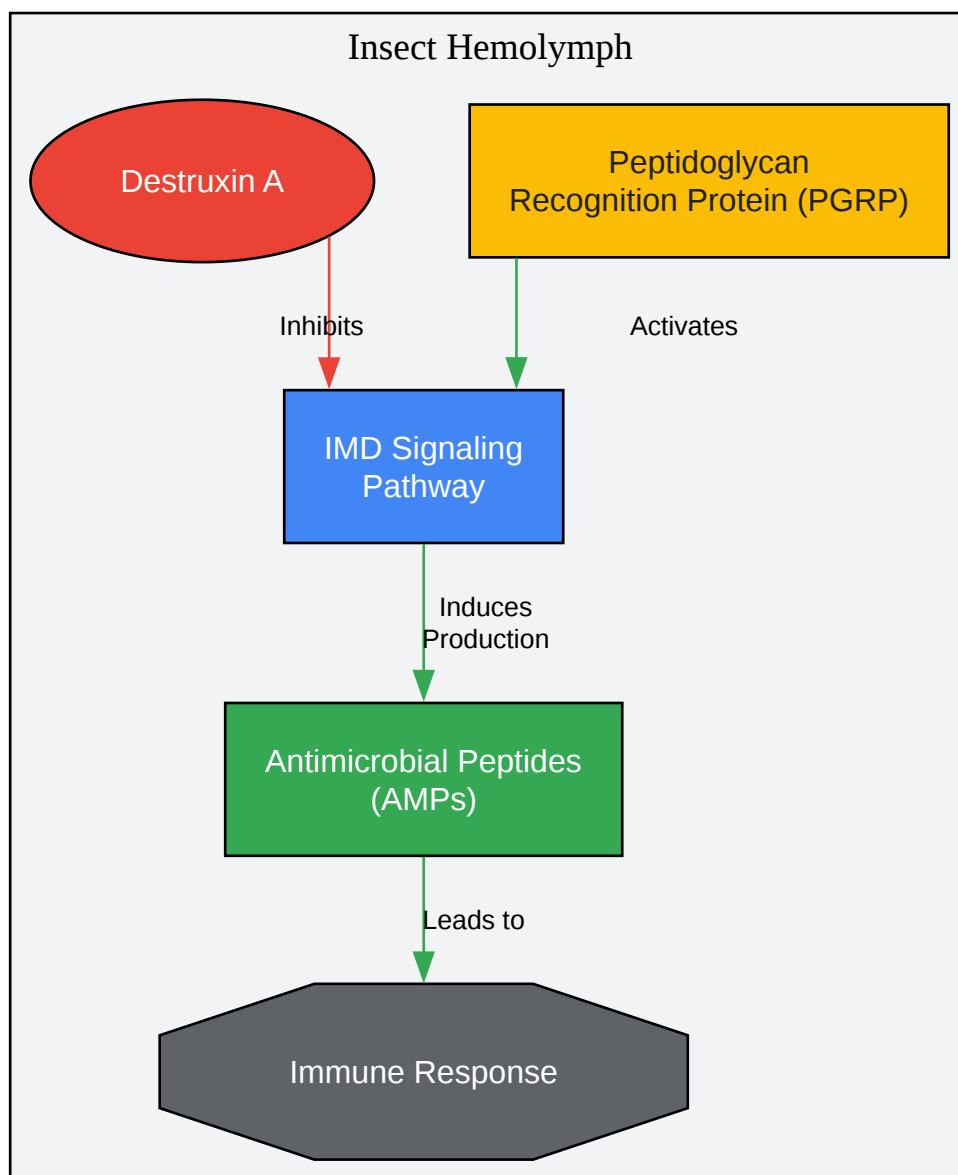 Insect Hemolymph
Destruxin A
Peptidoglycan
Recognition Protein (PGRP)
Inhibits
Activates
IMD Signaling
Pathway
Induces
Production
Antimicrobial Peptides
(AMPs)
Leads to
Immune Response